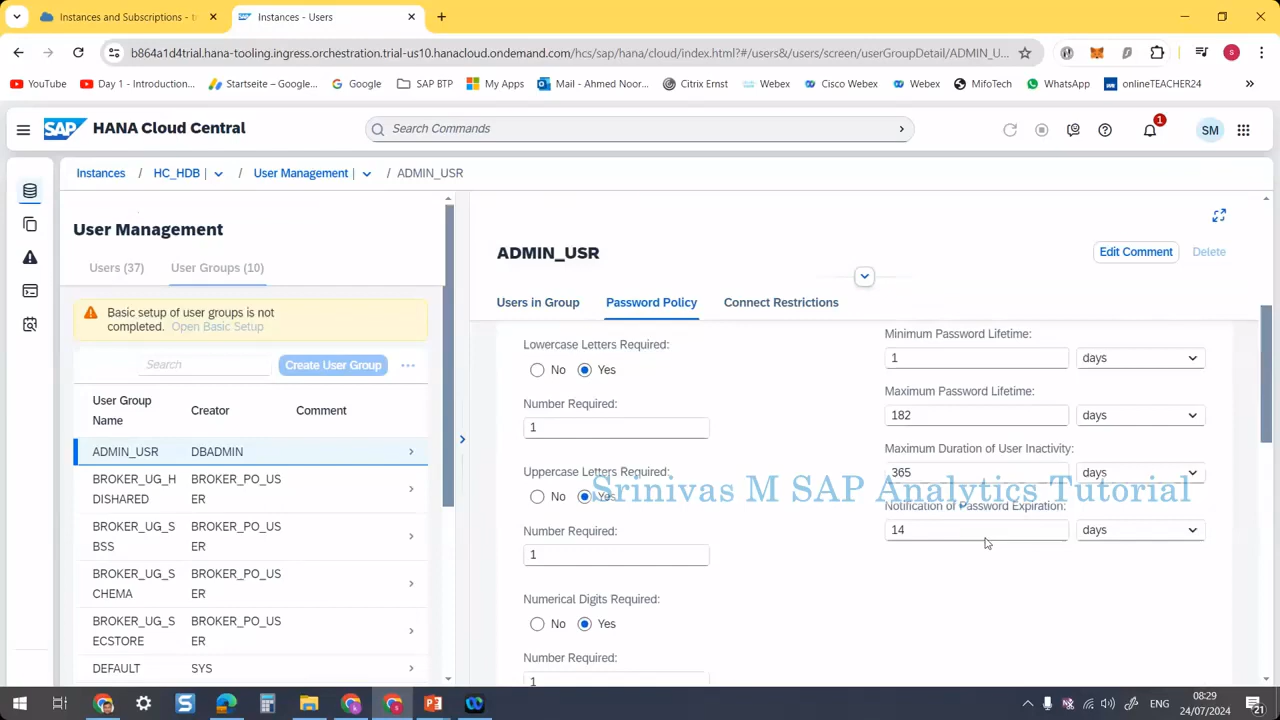 Instances and Subscriptions - t
Instances - Users
b864a1d4trial.hana-tooling.ingress.orchestration.trial-us10.hanacloud.ondemand.com/hcs/sap/hana/cloud/index.html?#/users&/users/screen/userGroupDetail/ADMIN_U...
S
YouTube
Day 1 - Introduction...
Startseite – Google...
Google
SAP BTP
My Apps
Mail - Ahmed Noor...
Citrix Ernst
Webex
Cisco Webex
Webex
MifoTech
WhatsApp
onlineTEACHER24
SAP HANA Cloud Central
Search Commands
1
SM
Instances / HC_HDB | / User Management | / ADMIN_USR
User Management
Users (37)
User Groups (10)
Basic setup of user groups is not
completed. Open Basic Setup
Search
Create User Group
User Group
Name
Creator
Comment
ADMIN_USR
DBADMIN
BROKER_UG_H
DISHARED
BROKER_PO_US
ER
BROKER_UG_S
BSS
BROKER_PO_US
ER
BROKER_UG_S
CHEMA
BROKER_PO_US
ER
BROKER_UG_S
ECSTORE
BROKER_PO_US
ER
DEFAULT
SYS
ADMIN_USR
Edit Comment
Delete
Users in Group
Password Policy
Connect Restrictions
Lowercase Letters Required:
No
Yes
Number Required:
1
Uppercase Letters Required:
No
Yes
Number Required:
1
Numerical Digits Required:
No
Yes
Number Required:
1
Minimum Password Lifetime:
1
days
Maximum Password Lifetime:
182
days
Maximum Duration of User Inactivity:
365
days
Notification of Password Expiration:
14
days
Srinivas M SAP Analytics Tutorial
ENG
08:29
24/07/2024
21